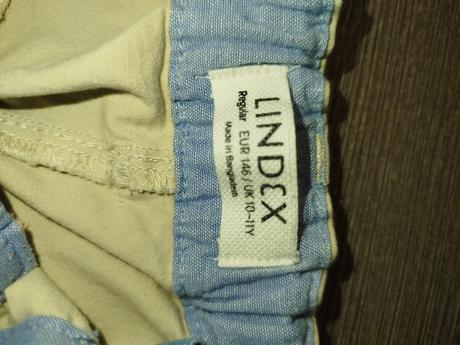 LINDEX
Regular EUR 146 / UK 10-11Y
Made in Bangladesh